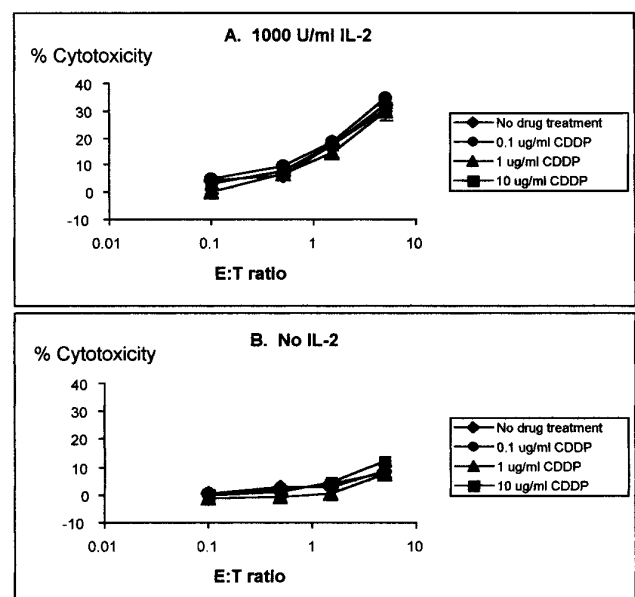 A. 1000 U/ml IL-2
% Cytotoxicity
40
30
20
10
0
-10
0.01
0.1
1
10
E:T ratio
No drug treatment
0.1 ug/ml CDDP
1 ug/ml CDDP
10 ug/ml CDDP
B. No IL-2
% Cytotoxicity
40
30
20
10
0
-10
0.01
0.1
1
10
E:T ratio
No drug treatment
0.1 ug/ml CDDP
1 ug/ml CDDP
10 ug/ml CDDP